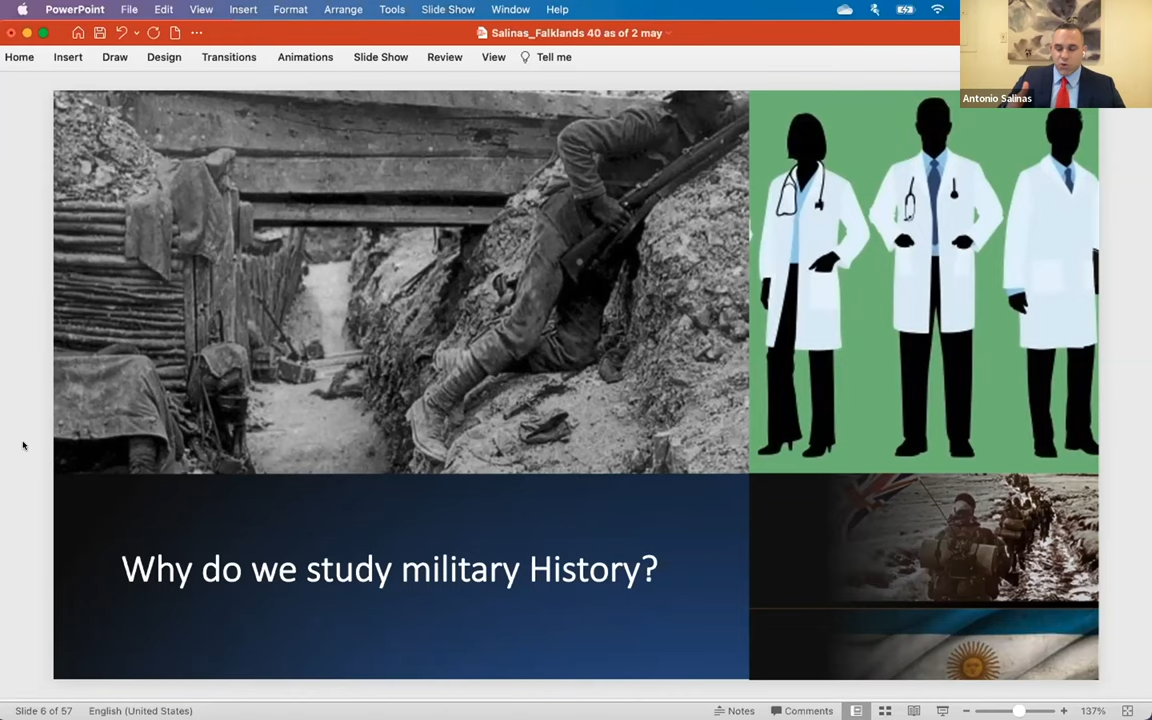 PowerPoint File Edit View Insert Format Arrange Tools Slide Show Window Help
Salinas_Falklands 40 as of 2 may
Home Insert Draw Design Transitions Animations Slide Show Review View Tell me
Antonio Salinas
Why do we study military History?
Slide 6 of 57 English (United States) Notes Comments 137%